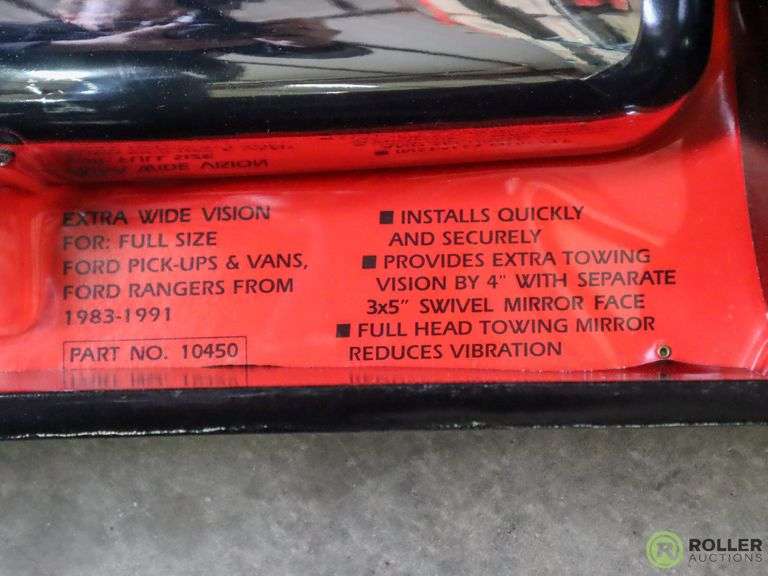 EXTRA WIDE VISION
FOR: FULL SIZE
FORD PICK-UPS & VANS,
FORD RANGERS FROM
1983-1991
PART NO. 10450
■ INSTALLS QUICKLY
AND SECURELY
■ PROVIDES EXTRA TOWING
VISION BY 4" WITH SEPARATE
3x5" SWIVEL MIRROR FACE
■ FULL HEAD TOWING MIRROR
REDUCES VIBRATION
R ROLLER
AUCTIONS